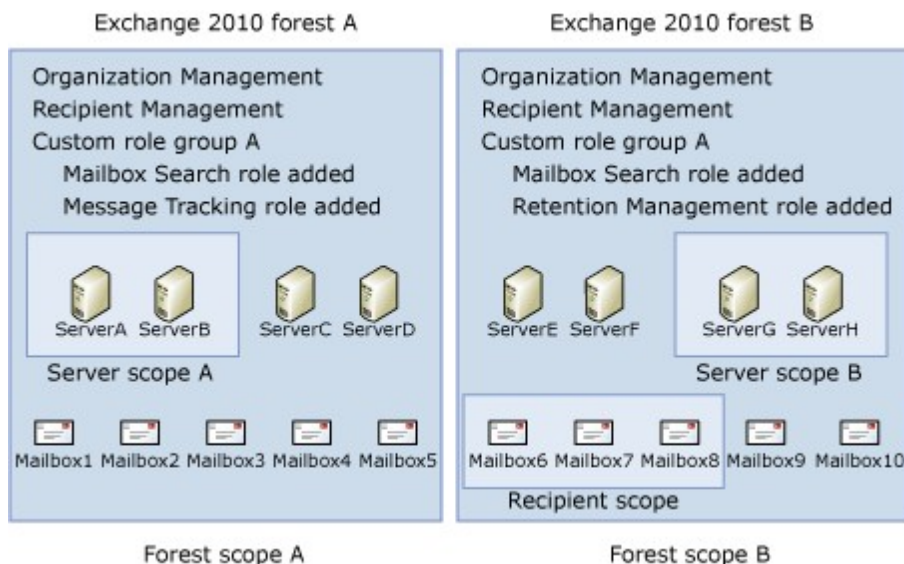 Exchange 2010 forest A
Organization Management
Recipient Management
Custom role group A
Mailbox Search role added
Message Tracking role added
ServerA ServerB ServerC ServerD
Server scope A
Mailbox1 Mailbox2 Mailbox3 Mailbox4 Mailbox5
Forest scope A
Exchange 2010 forest B
Organization Management
Recipient Management
Custom role group A
Mailbox Search role added
Retention Management role added
ServerE ServerF ServerG ServerH
Server scope B
Mailbox6 Mailbox7 Mailbox8 Mailbox9 Mailbox10
Recipient scope
Forest scope B